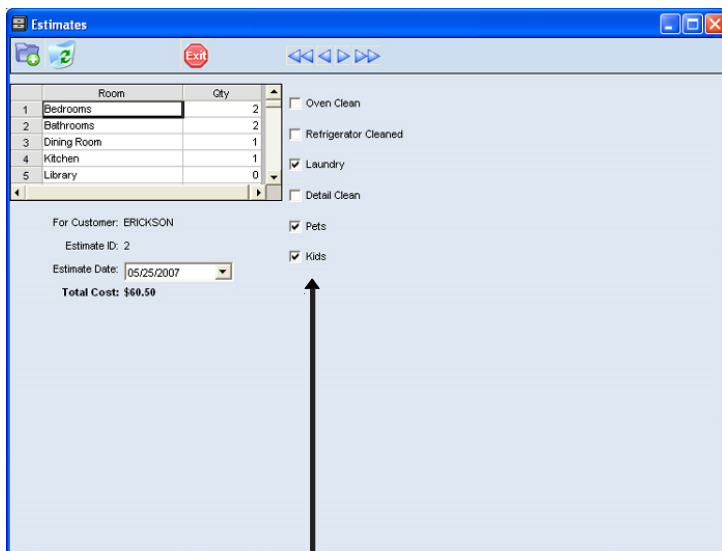 Estimates
Exit
Room Qty
1 Bedrooms 2
2 Bathrooms 2
3 Dining Room 1
4 Kitchen 1
5 Library 0
For Customer: ERICKSON
Estimate ID: 2
Estimate Date: 05/25/2007
Total Cost: $60.50
Oven Clean
Refrigerator Cleaned
Laundry
Detail Clean
Pets
Kids